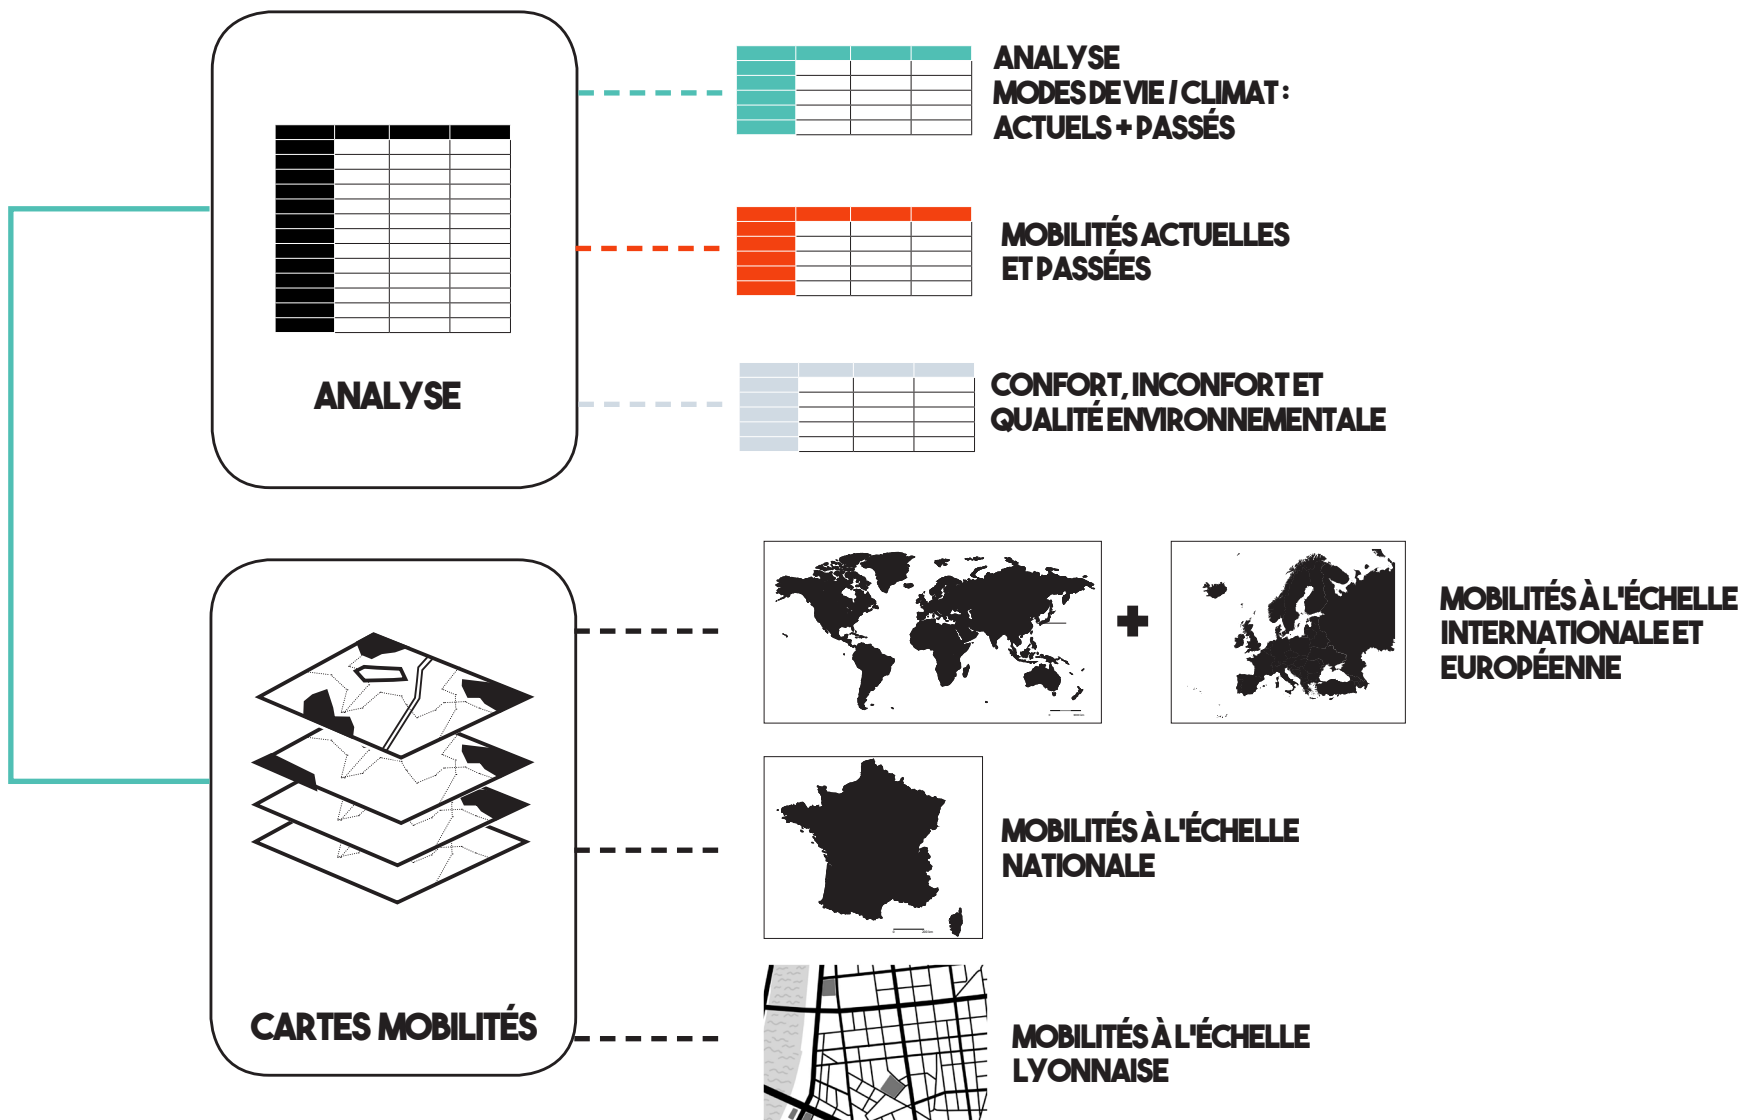 ANALYSE
MODES DE VIE / CLIMAT :
ACTUELS + PASSÉS
MOBILITÉS ACTUELLES
ET PASSÉES
ANALYSE
CONFORT, INCONFORT ET
QUALITÉ ENVIRONNEMENTALE
MOBILITÉS À L'ÉCHELLE
INTERNATIONALE ET
EUROPÉENNE
MOBILITÉS À L'ÉCHELLE
NATIONALE
CARTES MOBILITÉS
MOBILITÉS À L'ÉCHELLE
LYONNAISE